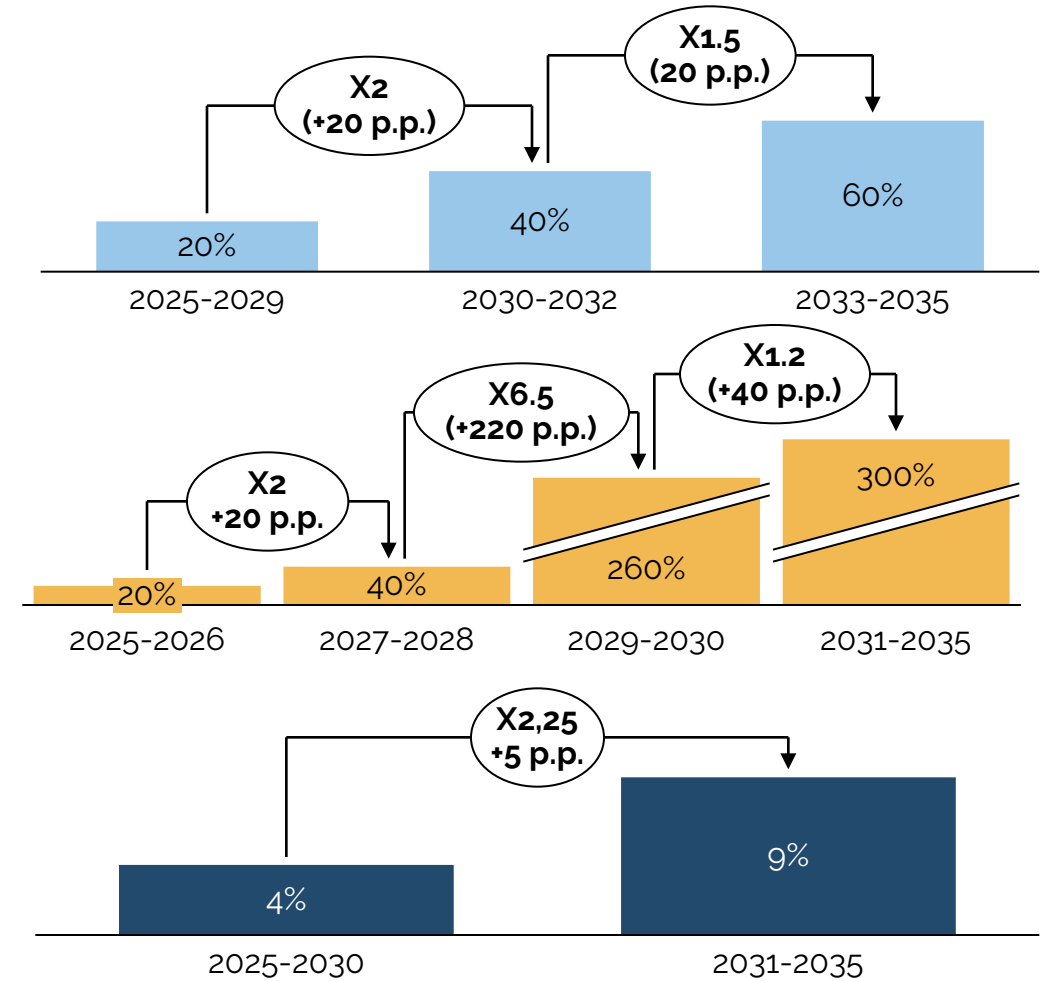 X1.5
(20 p.p.)
X2
(+20 p.p.)
20%
40%
60%
2025-2029
2030-2032
2033-2035
X1.2
(+40 p.p.)
X6.5
(+220 p.p.)
X2
+20 p.p.
20%
40%
260%
300%
2025-2026
2027-2028
2029-2030
2031-2035
X2,25
+5 p.p.
4%
9%
2025-2030
2031-2035